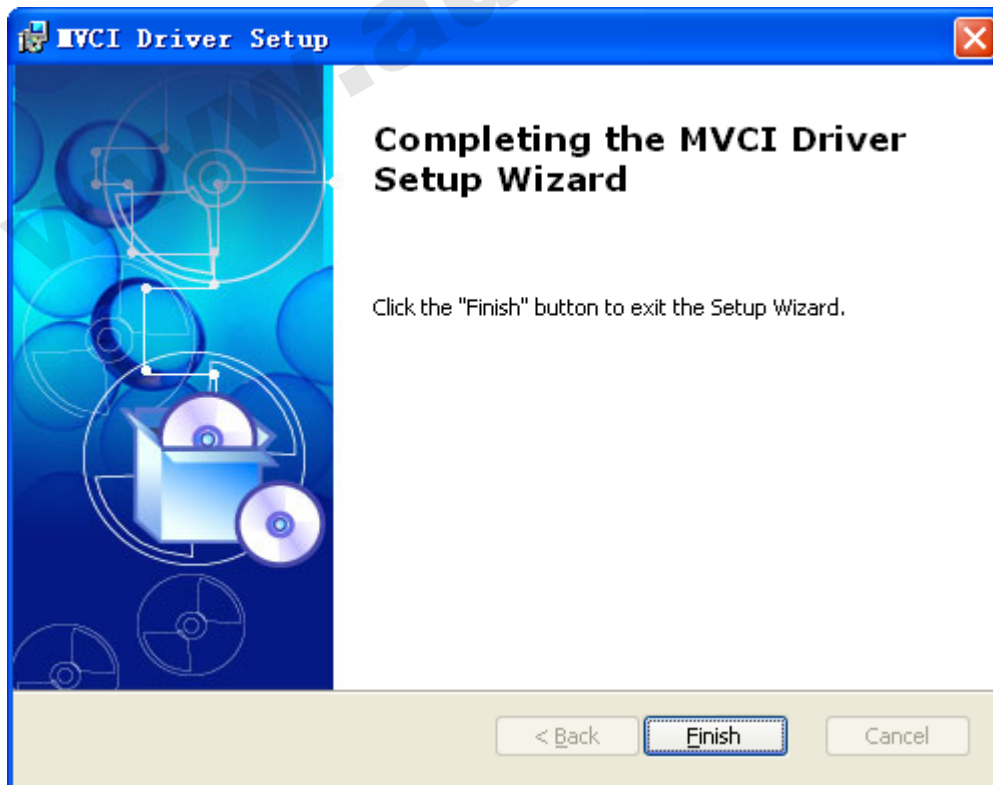 MVCI Driver Setup
Completing the MVCI Driver
Setup Wizard
Click the "Finish" button to exit the Setup Wizard.
< Back
Finish
Cancel